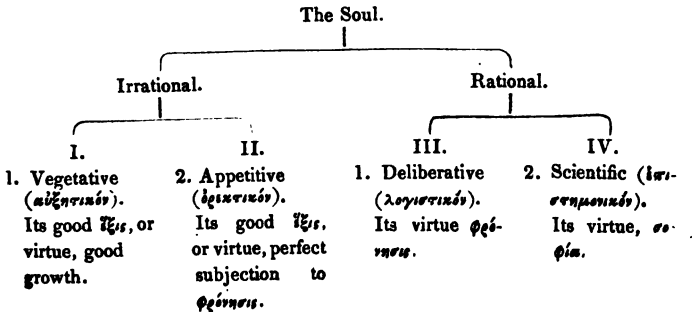 The Soul.
Irrational.
Rational.
I.
1. Vegetative
(αὐξητικόν).
Its good ἕξις, or
virtue, good
growth.
II.
2. Appetitive
(ὀρεκτικόν).
Its good ἕξις,
or virtue, perfect
subjection to
φρόνησις.
III.
1. Deliberative
(λογιστικόν).
Its virtue φρό-
νησις.
IV.
2. Scientific (ἐπι-
στημονικόν).
Its virtue, σο-
φία.